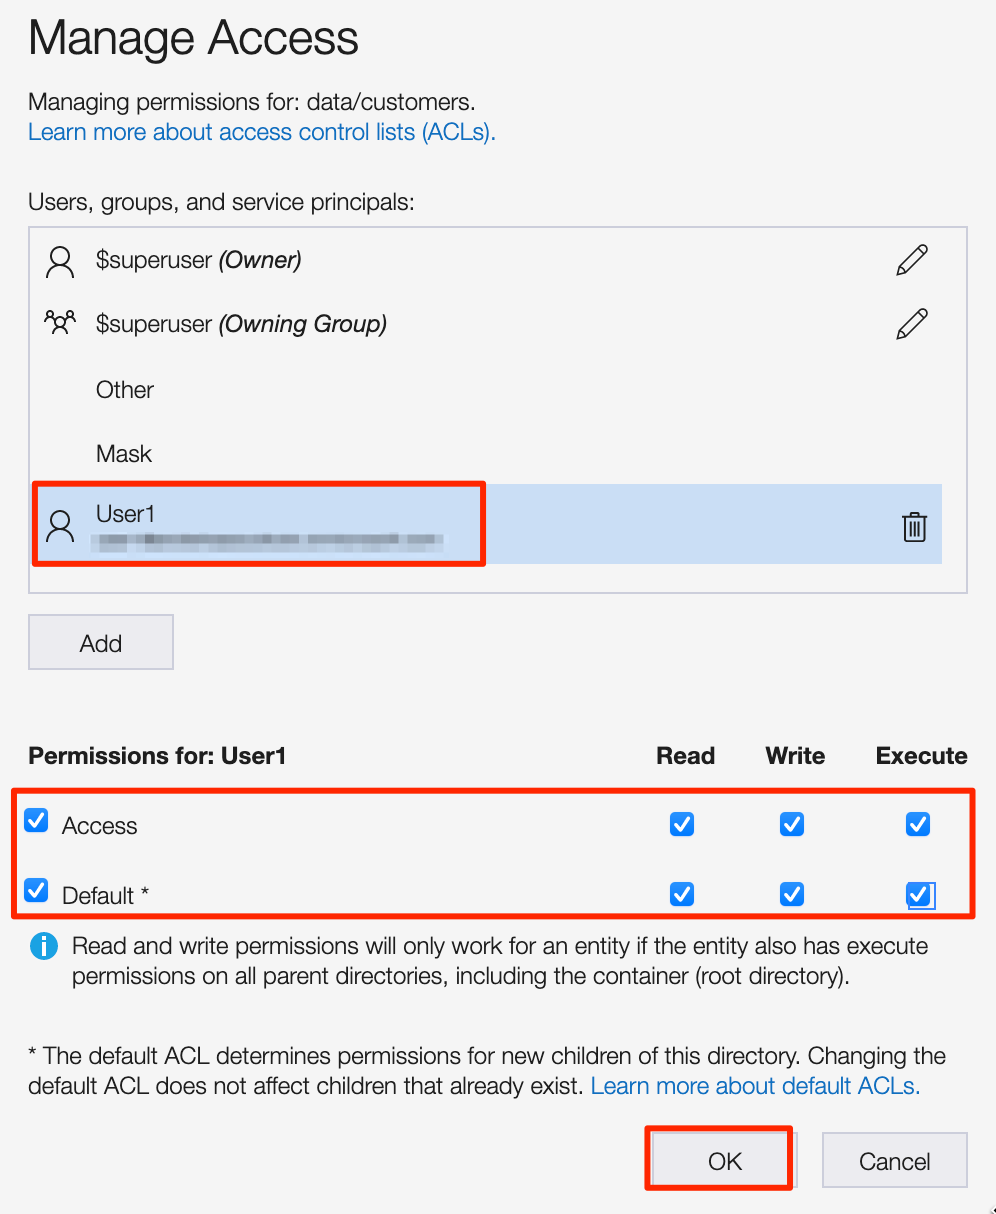 Manage Access
Managing permissions for: data/customers.
Learn more about access control lists (ACLs).
Users, groups, and service principals:
$superuser (Owner)
$superuser (Owning Group)
Other
Mask
User1
Add
Permissions for: User1 Read Write Execute
Access
Default *
Read and write permissions will only work for an entity if the entity also has execute
permissions on all parent directories, including the container (root directory).
* The default ACL determines permissions for new children of this directory. Changing the
default ACL does not affect children that already exist. Learn more about default ACLs.
OK Cancel